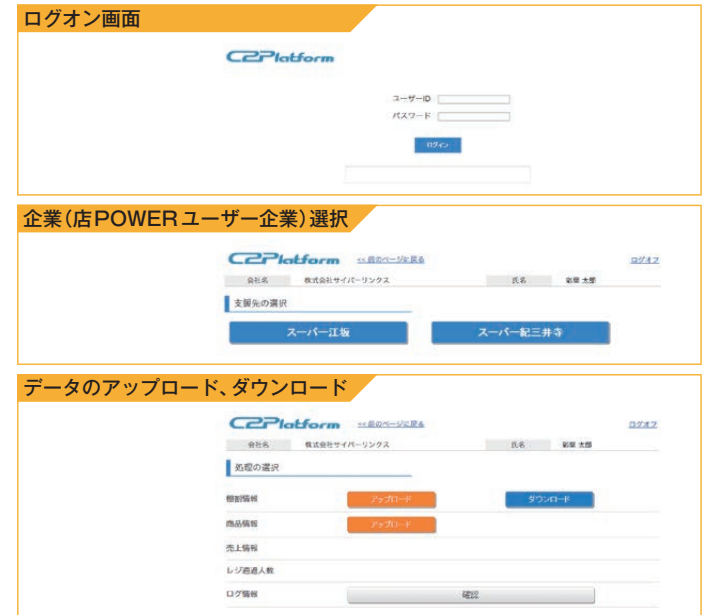 ログオン画面
C2Platform
ユーザーID
パスワード
ログイン
企業(店POWERユーザー企業)選択
C2Platform <<前のページに戻る ログオフ
会社名 株式会社サイバーリンクス 氏名 太郎
支援先の選択
スーパー江坂 スーパー紀三井寺
データのアップロード、ダウンロード
C2Platform <<前のページに戻る ログオフ
会社名 株式会社サイバーリンクス 氏名 太郎
処理の選択
棚割情報 アップロード ダウンロード
商品情報 アップロード
売上情報
レジ通過人数
ログ情報 確認